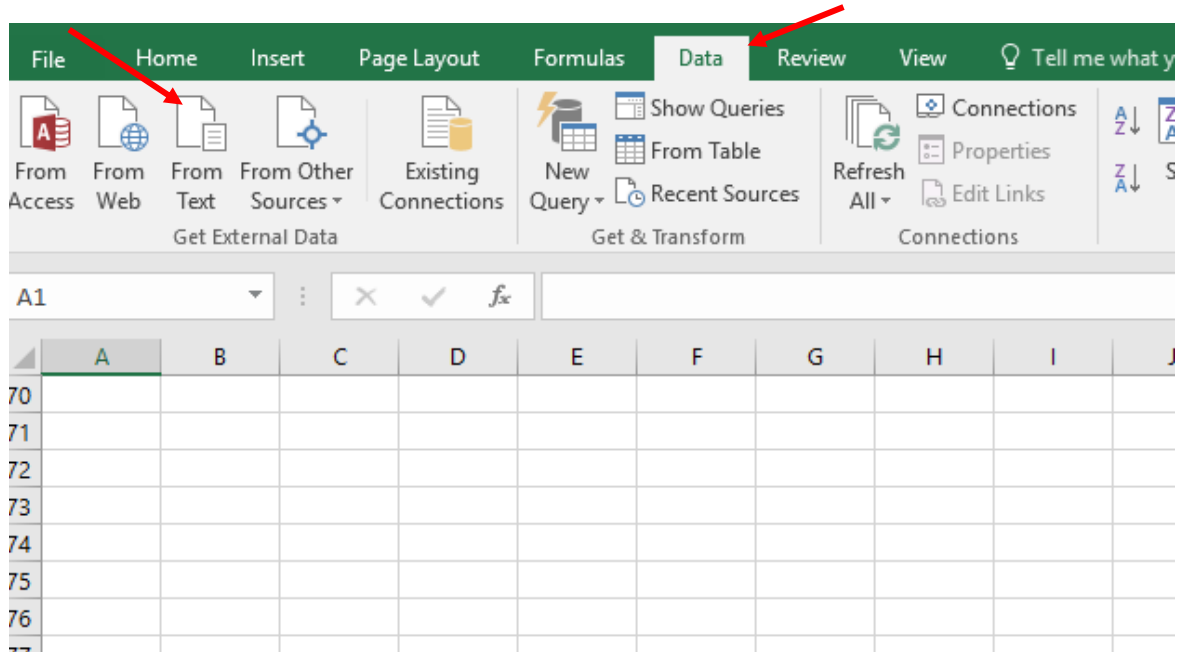 File Home Insert Page Layout Formulas Data Review View Tell me what y
Show Queries
Connections
From Table
Properties
From Access
From Web
From Text
From Other Sources
Existing Connections
New Query
Recent Sources
Refresh All
Edit Links
A
Z
Z
A
Z
A
S
Get External Data Get & Transform Connections
A1 fx
A B C D E F G H I J
70
71
72
73
74
75
76
77